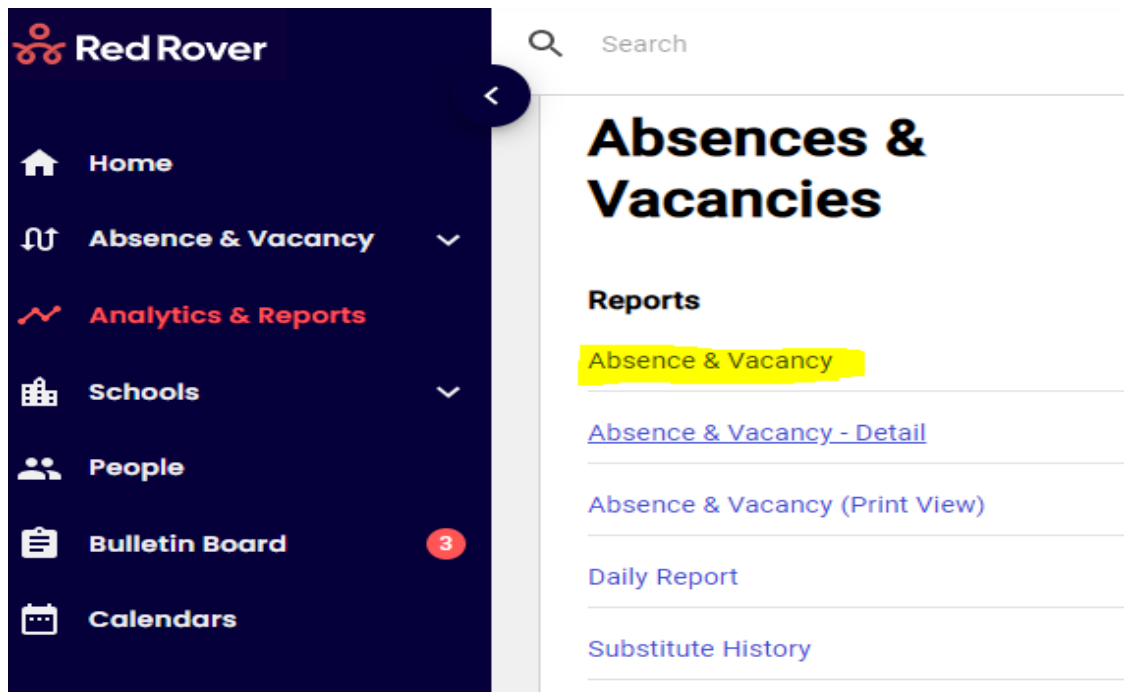 Red Rover
Home
Absence & Vacancy
Analytics & Reports
Schools
People
Bulletin Board
3
Calendars
Search
Absences &
Vacancies
Reports
Absence & Vacancy
Absence & Vacancy - Detail
Absence & Vacancy (Print View)
Daily Report
Substitute History